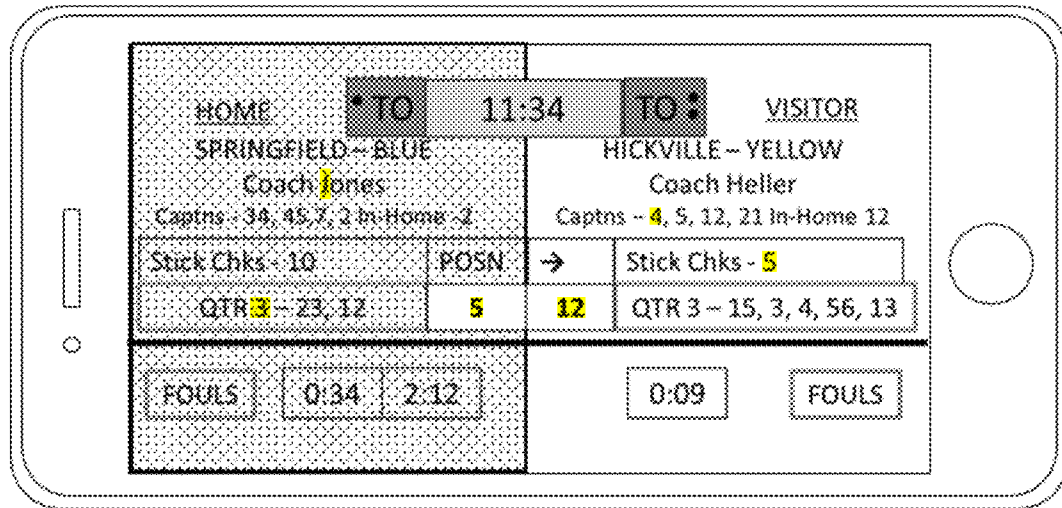 HOME • TO 11:34 TO : VISITOR
SPRINGFIELD – BLUE HICKVILLE – YELLOW
Coach Jones Coach Heller
Captns - 34, 45,7, 2 In-Home -2 Captns – 4, 5, 12, 21 In-Home 12
Stick Chks - 10 POSN → Stick Chks - 5
QTR 3 – 23, 12 5 12 QTR 3 – 15, 3, 4, 56, 13
FOULS 0:34 2:12 0:09 FOULS